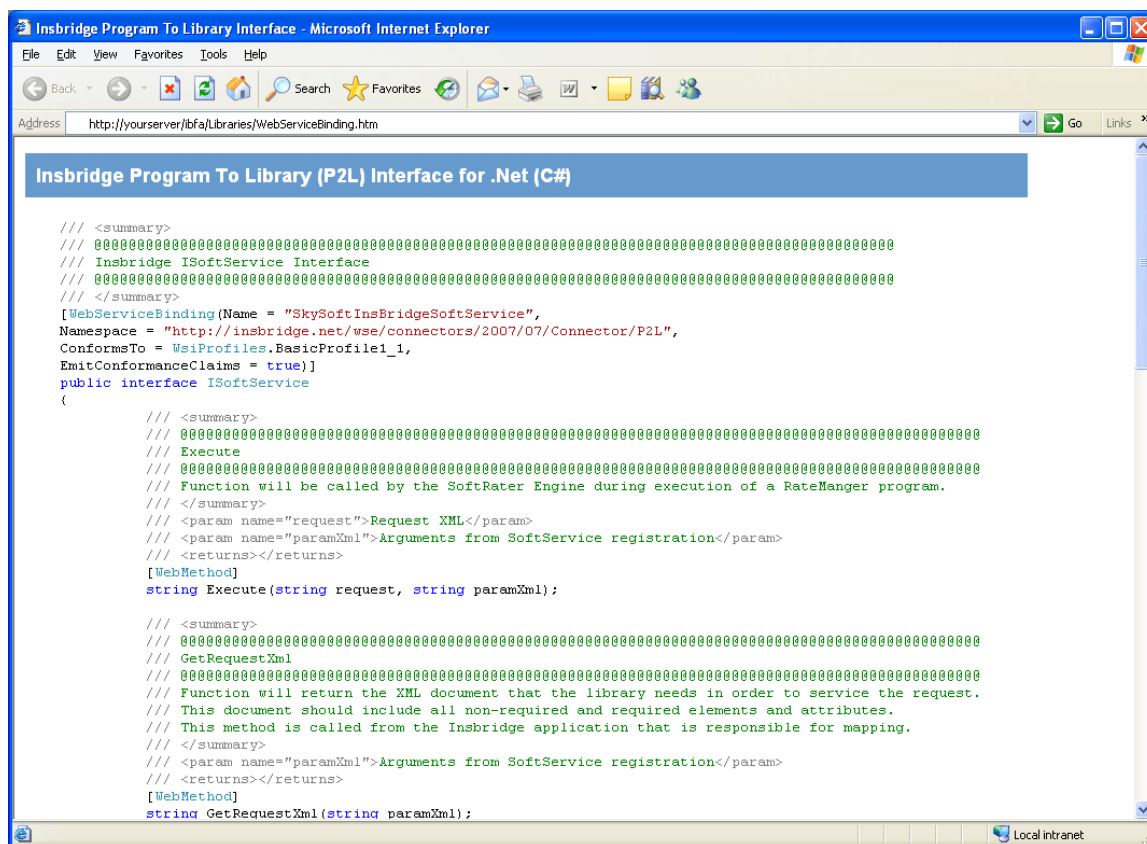 Insbridge Program To Library Interface - Microsoft Internet Explorer
File Edit View Favorites Tools Help
Back Search Favorites
Address http://yourserver/ibfa/Libraries/WebServiceBinding.htm Go Links »
Insbridge Program To Library (P2L) Interface for .Net (C#)
/// <summary>
/// @@@@@@@@@@@@@@@@@@@@@@@@@@@@@@@@@@@@@@@@@@@@@@@@@@@@@@@@@@@@@@@@@@@@@@@@@@@@@@@@@@@@@@@@@@@@@
/// Insbridge ISoftService Interface
/// @@@@@@@@@@@@@@@@@@@@@@@@@@@@@@@@@@@@@@@@@@@@@@@@@@@@@@@@@@@@@@@@@@@@@@@@@@@@@@@@@@@@@@@@@@@@@
/// </summary>
[WebServiceBinding(Name = "SkySoftInsBridgeSoftService",
Namespace = "http://insbridge.net/wse/connectors/2007/07/Connector/P2L",
ConformsTo = WsiProfiles.BasicProfile1_1,
EmitConformanceClaims = true)]
public interface ISoftService
{
/// <summary>
/// @@@@@@@@@@@@@@@@@@@@@@@@@@@@@@@@@@@@@@@@@@@@@@@@@@@@@@@@@@@@@@@@@@@@@@@@@@@@@@@@@@@@@@@@@@@@@
/// Execute
/// @@@@@@@@@@@@@@@@@@@@@@@@@@@@@@@@@@@@@@@@@@@@@@@@@@@@@@@@@@@@@@@@@@@@@@@@@@@@@@@@@@@@@@@@@@@@@
/// Function will be called by the SoftRater Engine during execution of a RateManger program.
/// </summary>
/// <param name="request">Request XML</param>
/// <param name="paramXml">Arguments from SoftService registration</param>
/// <returns></returns>
[WebMethod]
string Execute(string request, string paramXml);
/// <summary>
/// @@@@@@@@@@@@@@@@@@@@@@@@@@@@@@@@@@@@@@@@@@@@@@@@@@@@@@@@@@@@@@@@@@@@@@@@@@@@@@@@@@@@@@@@@@@@@
/// GetRequestXml
/// @@@@@@@@@@@@@@@@@@@@@@@@@@@@@@@@@@@@@@@@@@@@@@@@@@@@@@@@@@@@@@@@@@@@@@@@@@@@@@@@@@@@@@@@@@@@@
/// Function will return the XML document that the library needs in order to service the request.
/// This document should include all non-required and required elements and attributes.
/// This method is called from the Insbridge application that is responsible for mapping.
/// </summary>
/// <param name="paramXml">Arguments from SoftService registration</param>
/// <returns></returns>
[WebMethod]
string GetRequestXml(string paramXml);
Local intranet